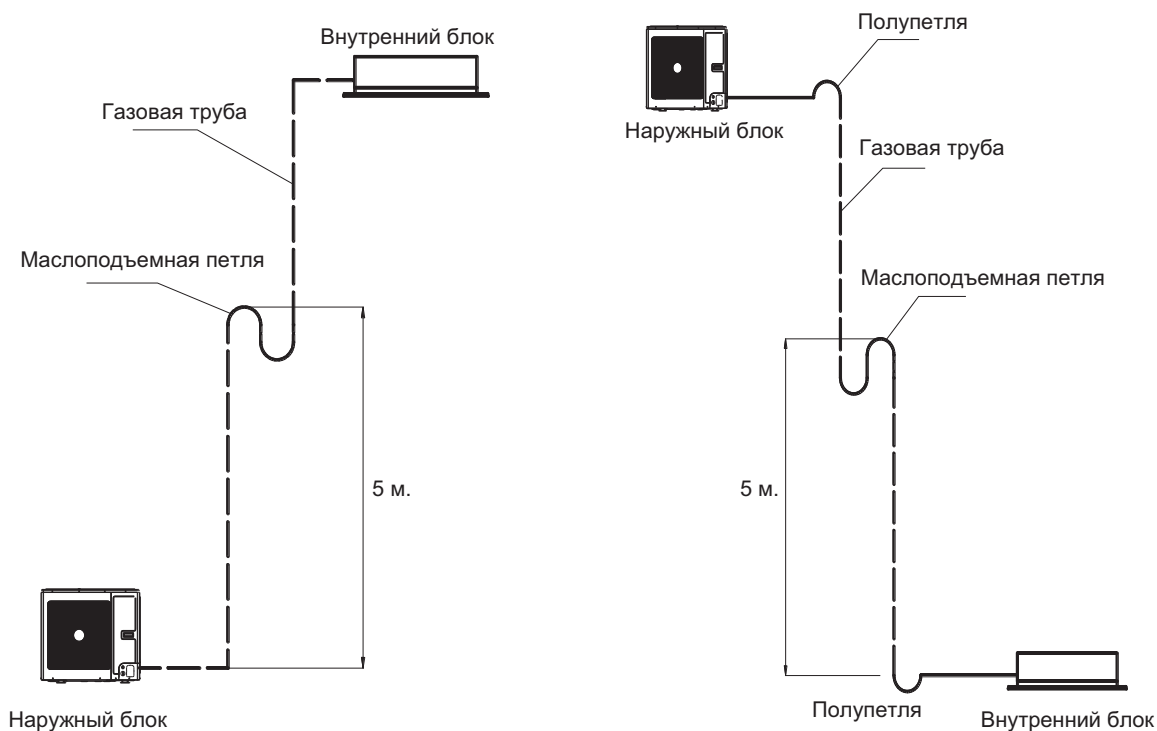 Внутренний блок
Газовая труба
Маслоподъемная петля
5 м.
Наружный блок
Полупетля
Наружный блок
Газовая труба
Маслоподъемная петля
5 м.
Полупетля
Внутренний блок